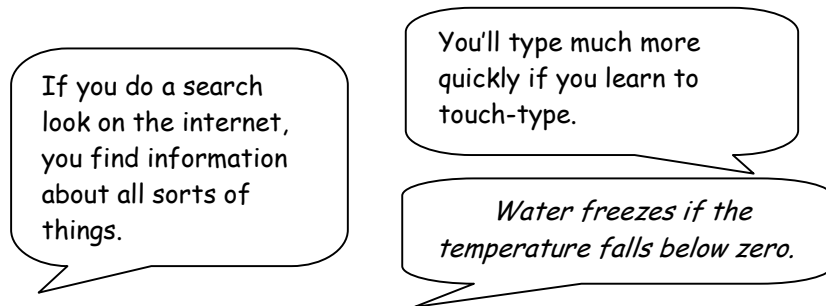 If you do a search
look on the internet,
you find information
about all sorts of
things.
You'll type much more
quickly if you learn to
touch-type.
Water freezes if the
temperature falls below zero.